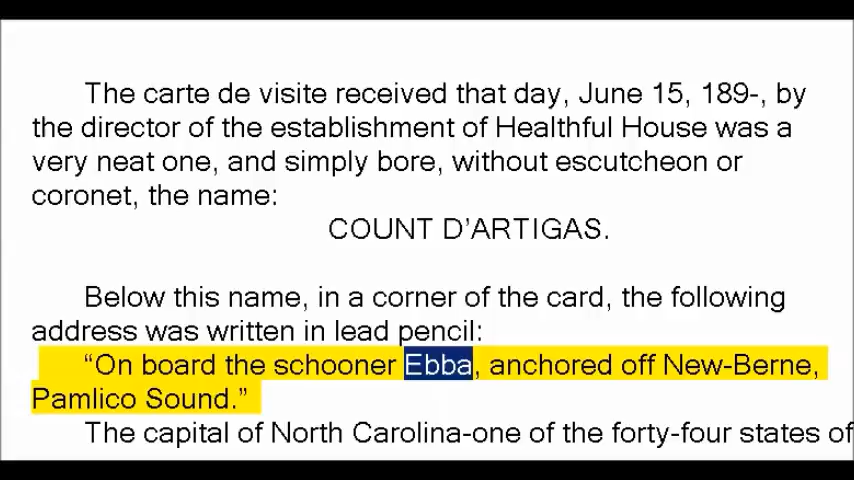 The carte de visite received that day, June 15, 189-, by
the director of the establishment of Healthful House was a
very neat one, and simply bore, without escutcheon or
coronet, the name:
COUNT D’ARTIGAS.
Below this name, in a corner of the card, the following
address was written in lead pencil:
“On board the schooner Ebba, anchored off New-Berne,
Pamlico Sound.”
The capital of North Carolina-one of the forty-four states of